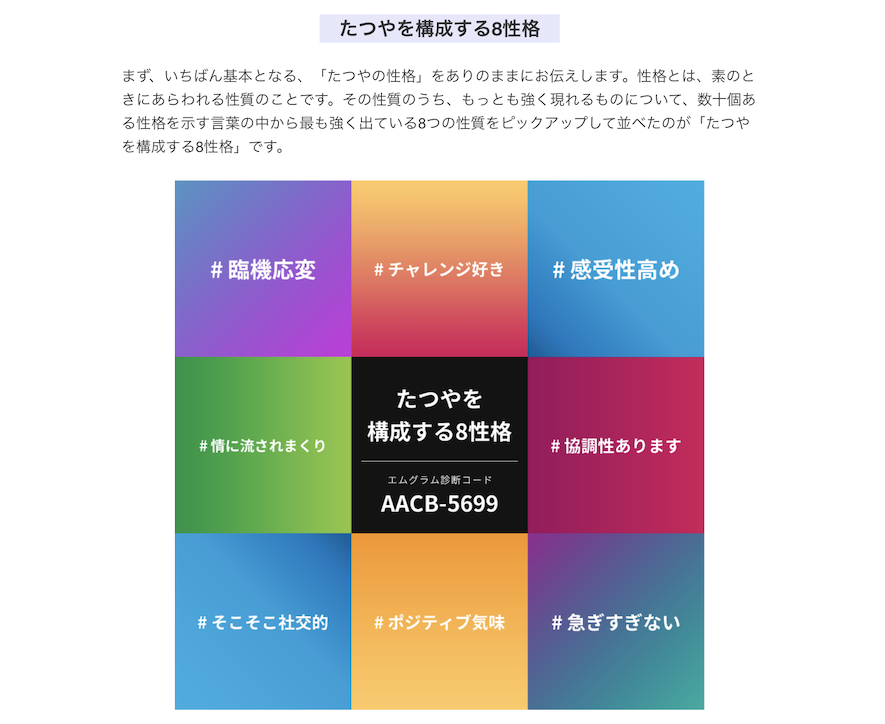 たつやを構成する8性格
まず、いちばん基本となる、「たつやの性格」をありのままにお伝えします。性格とは、素のと
きにあらわれる性質のことです。その性質のうち、もっとも強く現れるものについて、数十個あ
る性格を示す言葉の中から最も強く出ている8つの性質をピックアップして並べたのが「たつや
を構成する8性格」です。
# 臨機応変
# チャレンジ好き
# 感受性高め
# 情に流されまくり
たつやを
構成する8性格
エムグラム診断コード
AACB-5699
# 協調性あります
# そこそこ社交的
# ポジティブ気味
# 急ぎすぎない